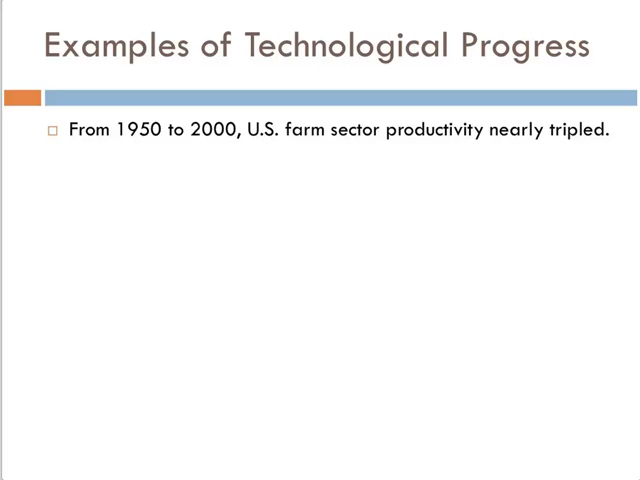 Examples of Technological Progress
From 1950 to 2000, U.S. farm sector productivity nearly tripled.